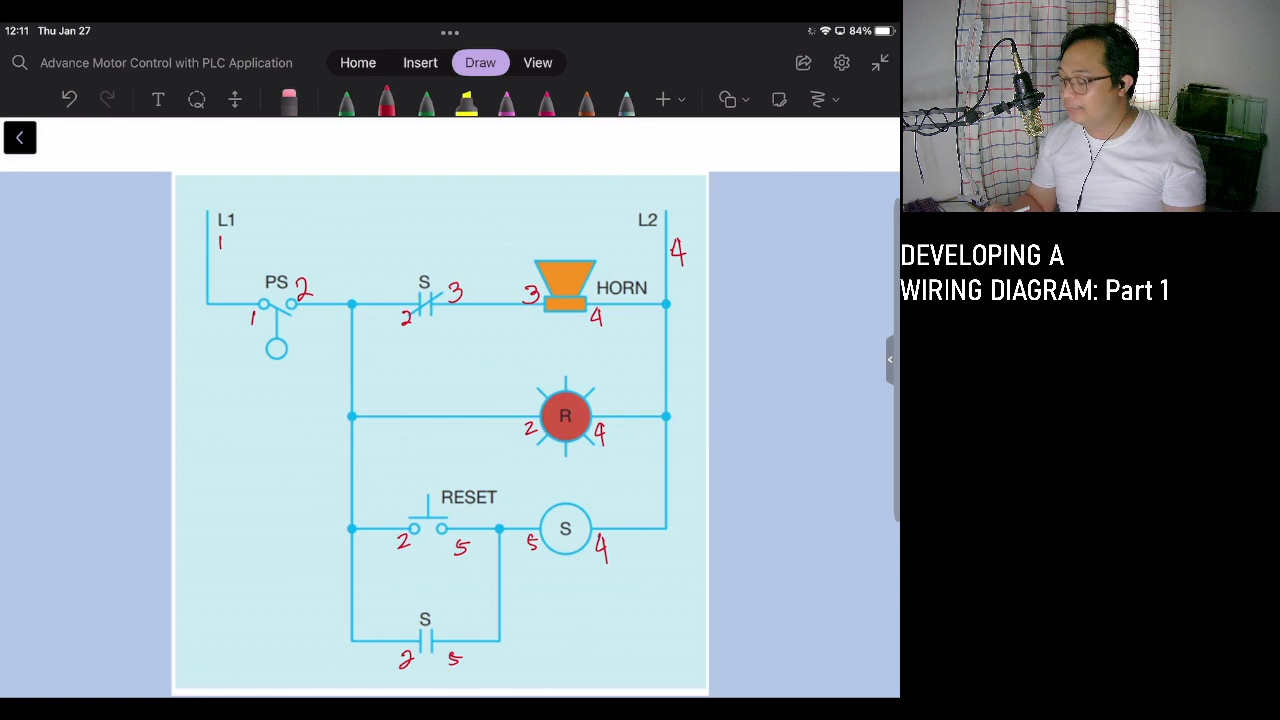 12:11 Thu Jan 27
84%
Advance Motor Control with PLC Application
Home Insert Draw View
T
L1
1
L2
4
PS
2
S
3
3
HORN
1
2
4
R
2
4
RESET
S
2
5
5
4
S
2
5
DEVELOPING A
WIRING DIAGRAM: Part 1